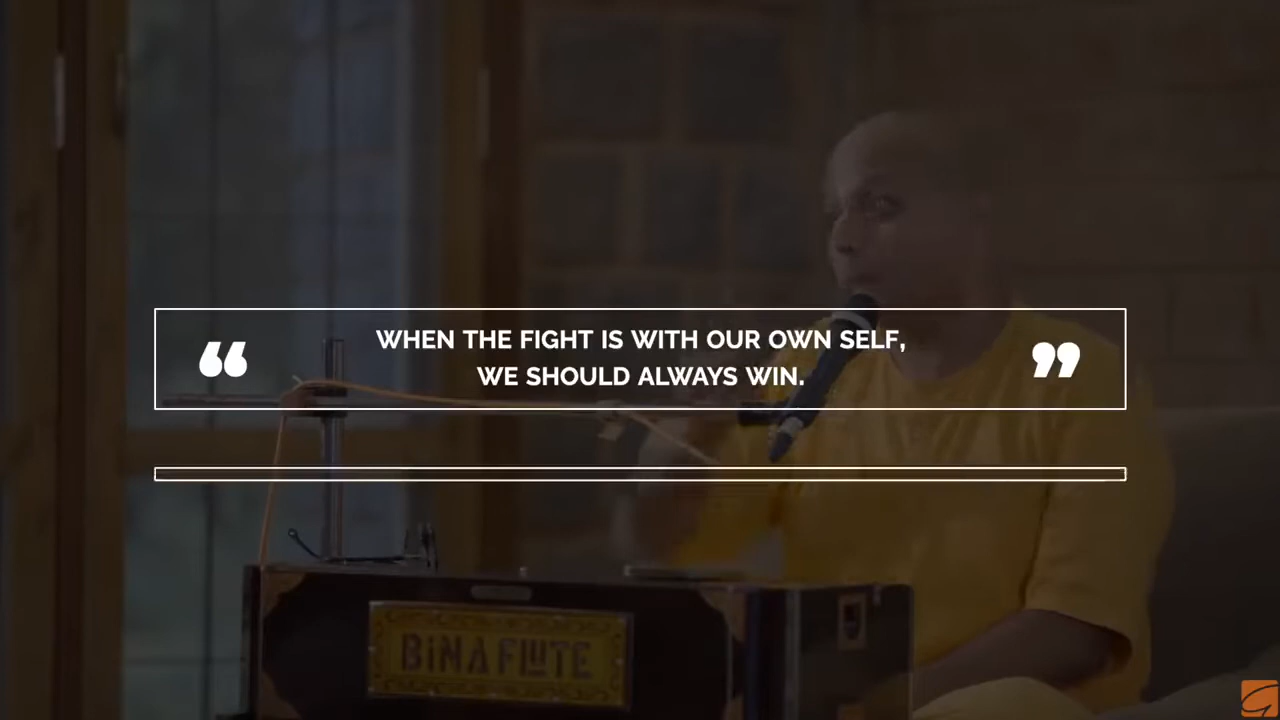 “ WHEN THE FIGHT IS WITH OUR OWN SELF, ”
WE SHOULD ALWAYS WIN.
BINA FLUTE